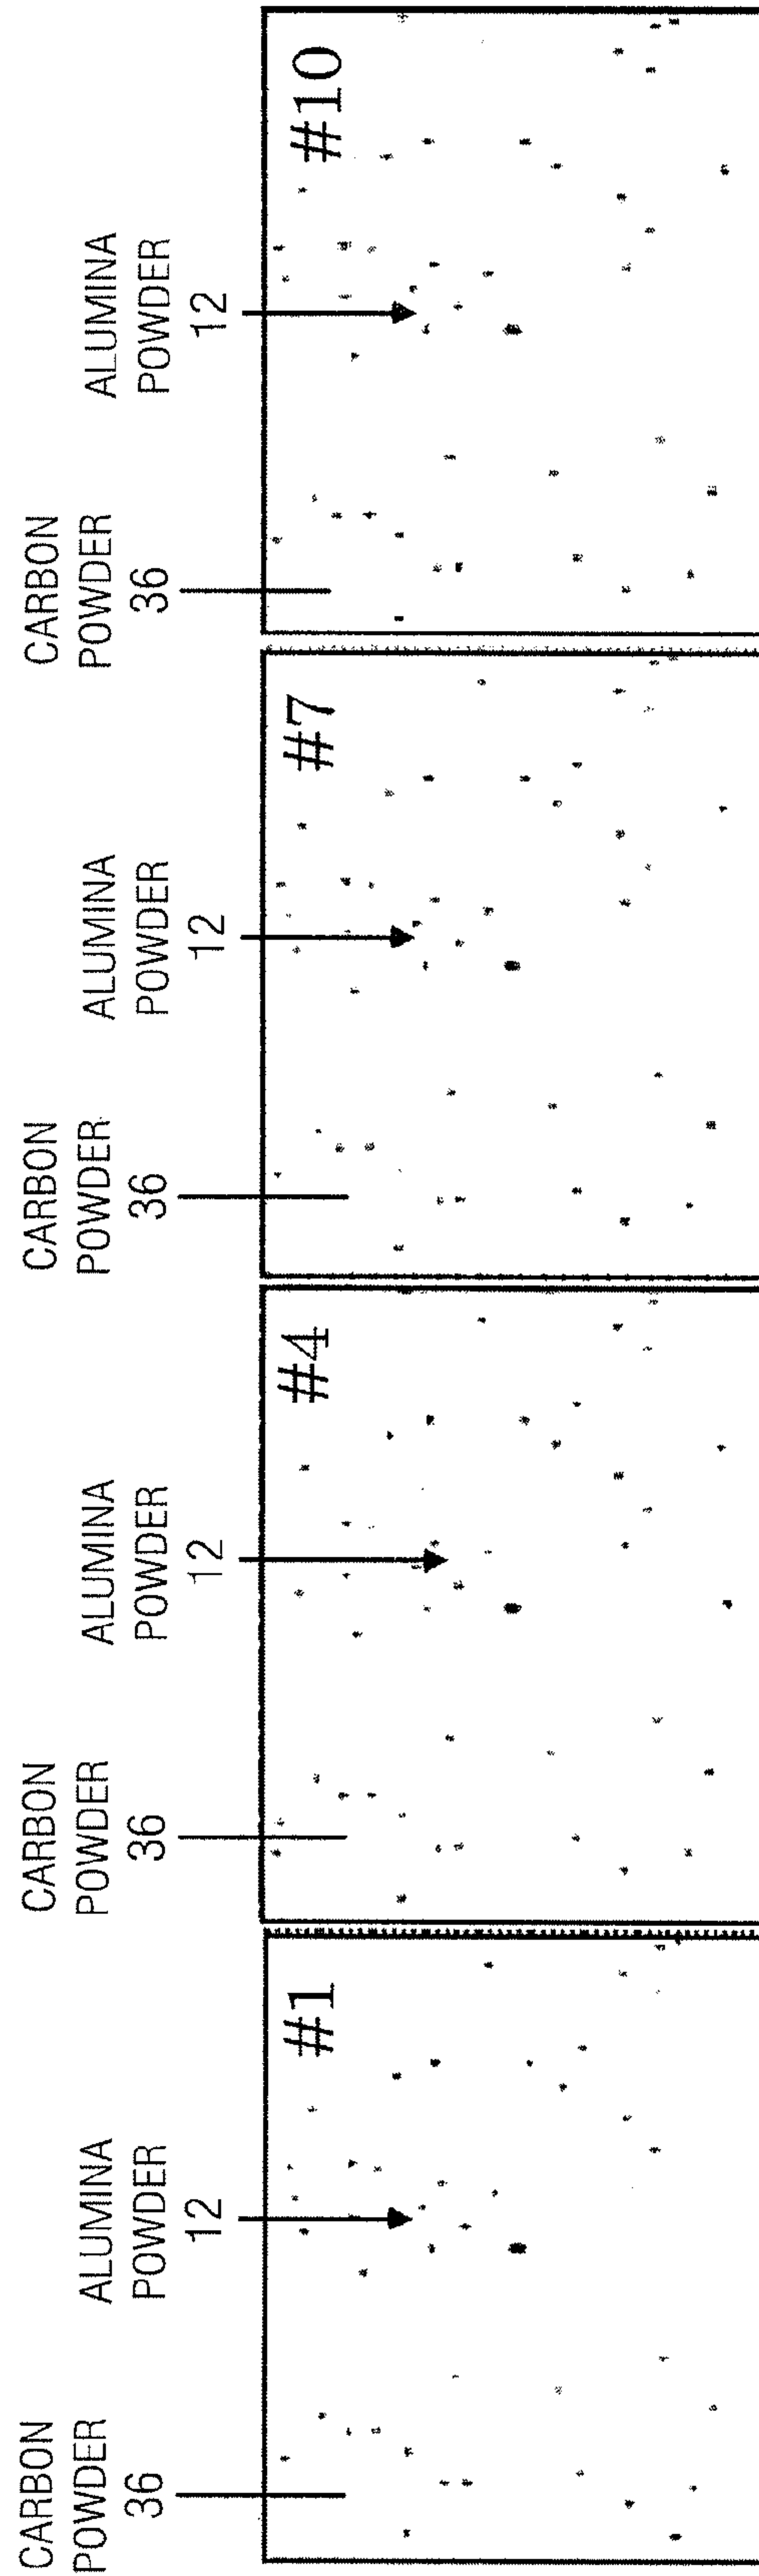 CARBON
POWDER
36
ALUMINA
POWDER
12
#1
CARBON
POWDER
36
ALUMINA
POWDER
12
#4
CARBON
POWDER
36
ALUMINA
POWDER
12
#7
CARBON
POWDER
36
ALUMINA
POWDER
12
#10